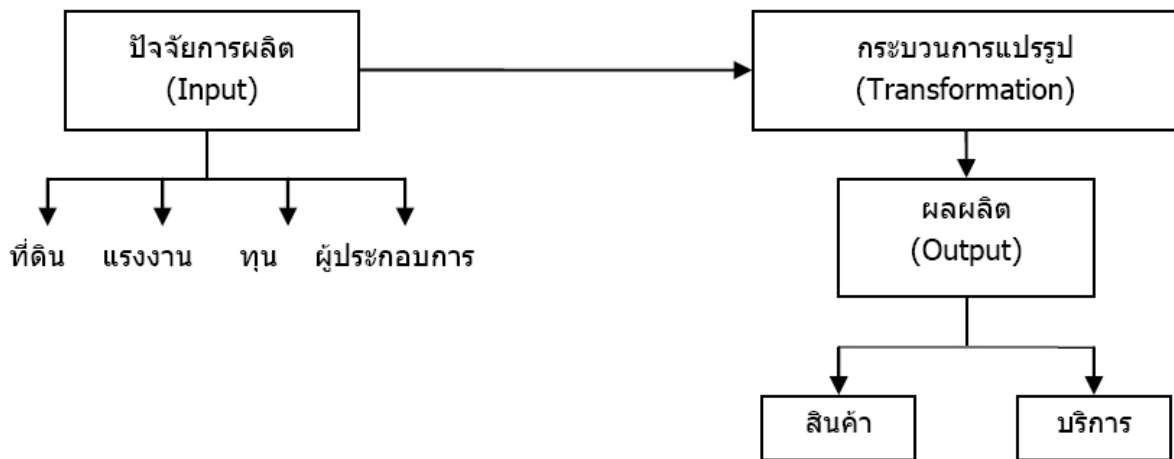 ปัจจัยการผลิต
(Input)
กระบวนการแปรรูป
(Transformation)
ที่ดิน แรงงาน ทุน ผู้ประกอบการ
ผลผลิต
(Output)
สินค้า
บริการ